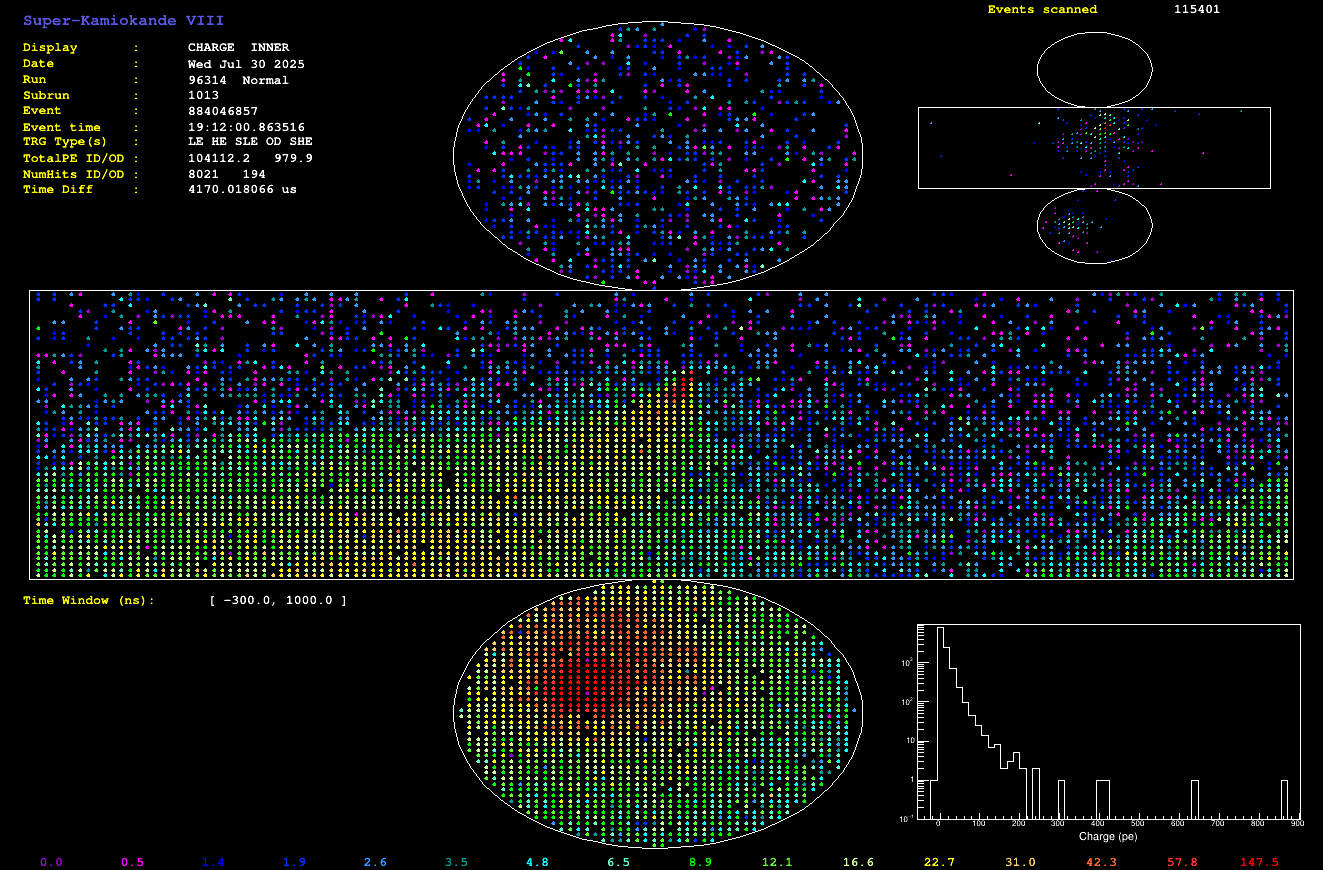 Super-Kamiokande VIII
Display : CHARGE INNER
Date : Wed Jul 30 2025
Run : 96314 Normal
Subrun : 1013
Event : 884046857
Event time : 19:12:00.863516
TRG Type(s) : LE HE SLE OD SHE
TotalPE ID/OD : 104112.2 979.9
NumHits ID/OD : 8021 194
Time Diff : 4170.018066 us
Events scanned 115401
Time Window (ns): [ -300.0, 1000.0 ]
10³
10²
10
1
10⁻¹
0 100 200 300 400 500 600 700 800 900
Charge (pe)
0.0 0.5 1.4 1.9 2.6 3.5 4.8 6.5 8.9 12.1 16.6 22.7 31.0 42.3 57.8 147.5